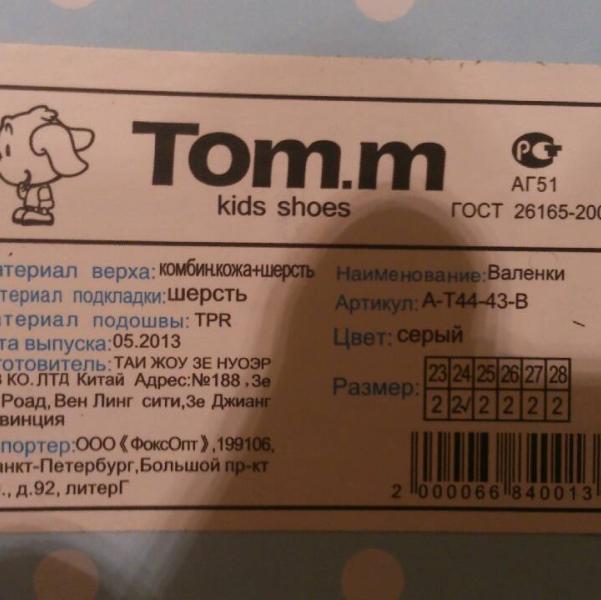 Tom.m
kids shoes
АГ51
ГОСТ 26165-200
атериал верха: комбин.кожа+шерсть
атериал подкладки: шерсть
атериал подошвы: TPR
та выпуска: 05.2013
готовитель: ТАИ ЖОУ ЗЕ НУОЭР
КО.ЛТД Китай Адрес:№188 .Зе
Роад, Вен Линг сити,Зе Джианг
винция
портер: ООО《ФоксОпт》,199106,
анкт-Петербург,Большой пр-кт
., д.92, литерГ
Наименование: Валенки
Артикул: А-Т44-43-В
Цвет: серый
Размер:
23 24 25 26 27 28
2 2 2 2 2 2
2 000066 840013